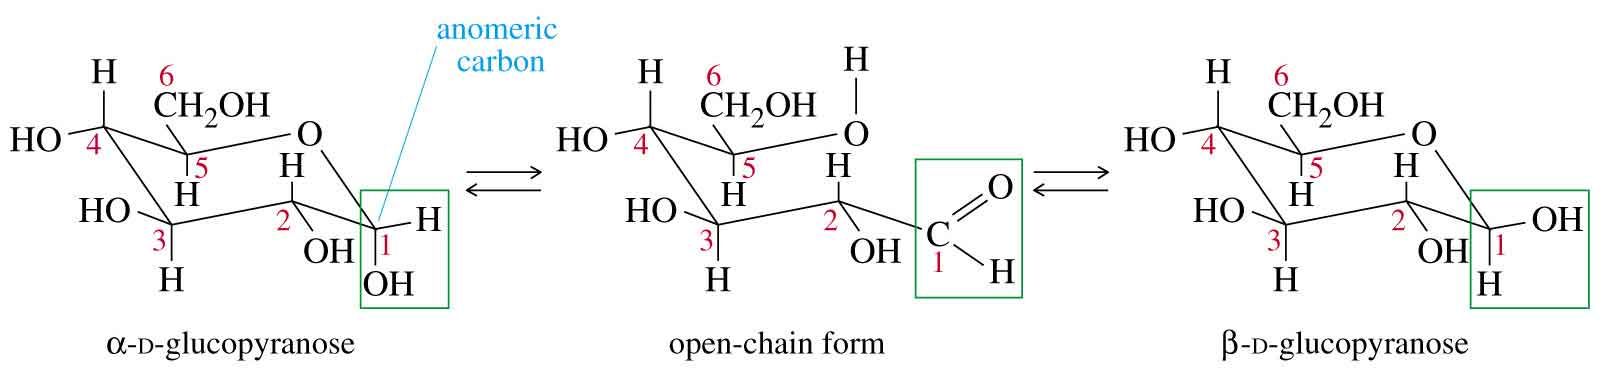 anomeric
carbon
H
6
CH2OH
HO
4
5
O
H
H
HO
3
2
H
OH
1
H
OH
α-D-glucopyranose
H
6
CH2OH
H
HO
4
5
O
H
H
HO
3
2
O
C
OH
1
H
H
open-chain form
H
6
CH2OH
HO
4
5
O
H
H
HO
3
2
OH
OH
1
H
H
β-D-glucopyranose